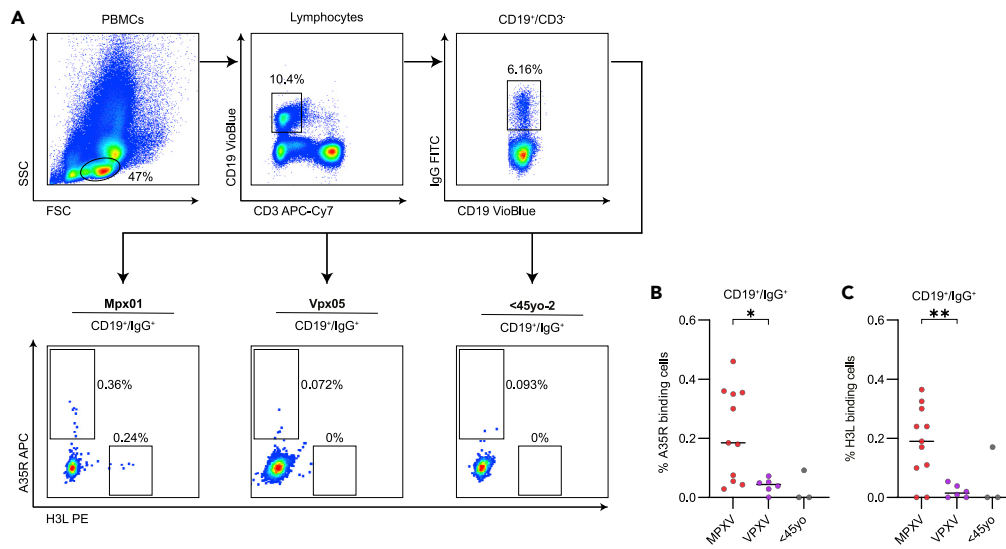 A
PBMCs
Lymphocytes
CD19⁺/CD3⁻
SSC
47%
FSC
10.4%
CD19 VioBlue
CD3 APC-Cy7
6.16%
IgG FITC
CD19 VioBlue
Mpx01
CD19⁺/IgG⁺
Vpx05
CD19⁺/IgG⁺
<45yo-2
CD19⁺/IgG⁺
A35R APC
0.36%
0.24%
0.072%
0%
0.093%
0%
H3L PE
B
CD19⁺/IgG⁺
*
% A35R binding cells
0.6
0.4
0.2
0.0
MPXV
VPXV
<45yo
C
CD19⁺/IgG⁺
**
% H3L binding cells
0.6
0.4
0.2
0.0
MPXV
VPXV
<45yo